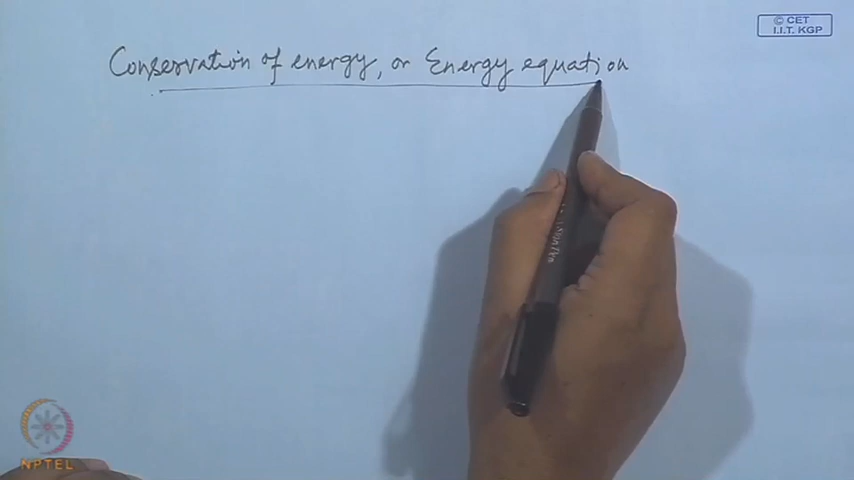 © CET
I.I.T. KGP
Conservation of energy, or Energy equation
NPTEL